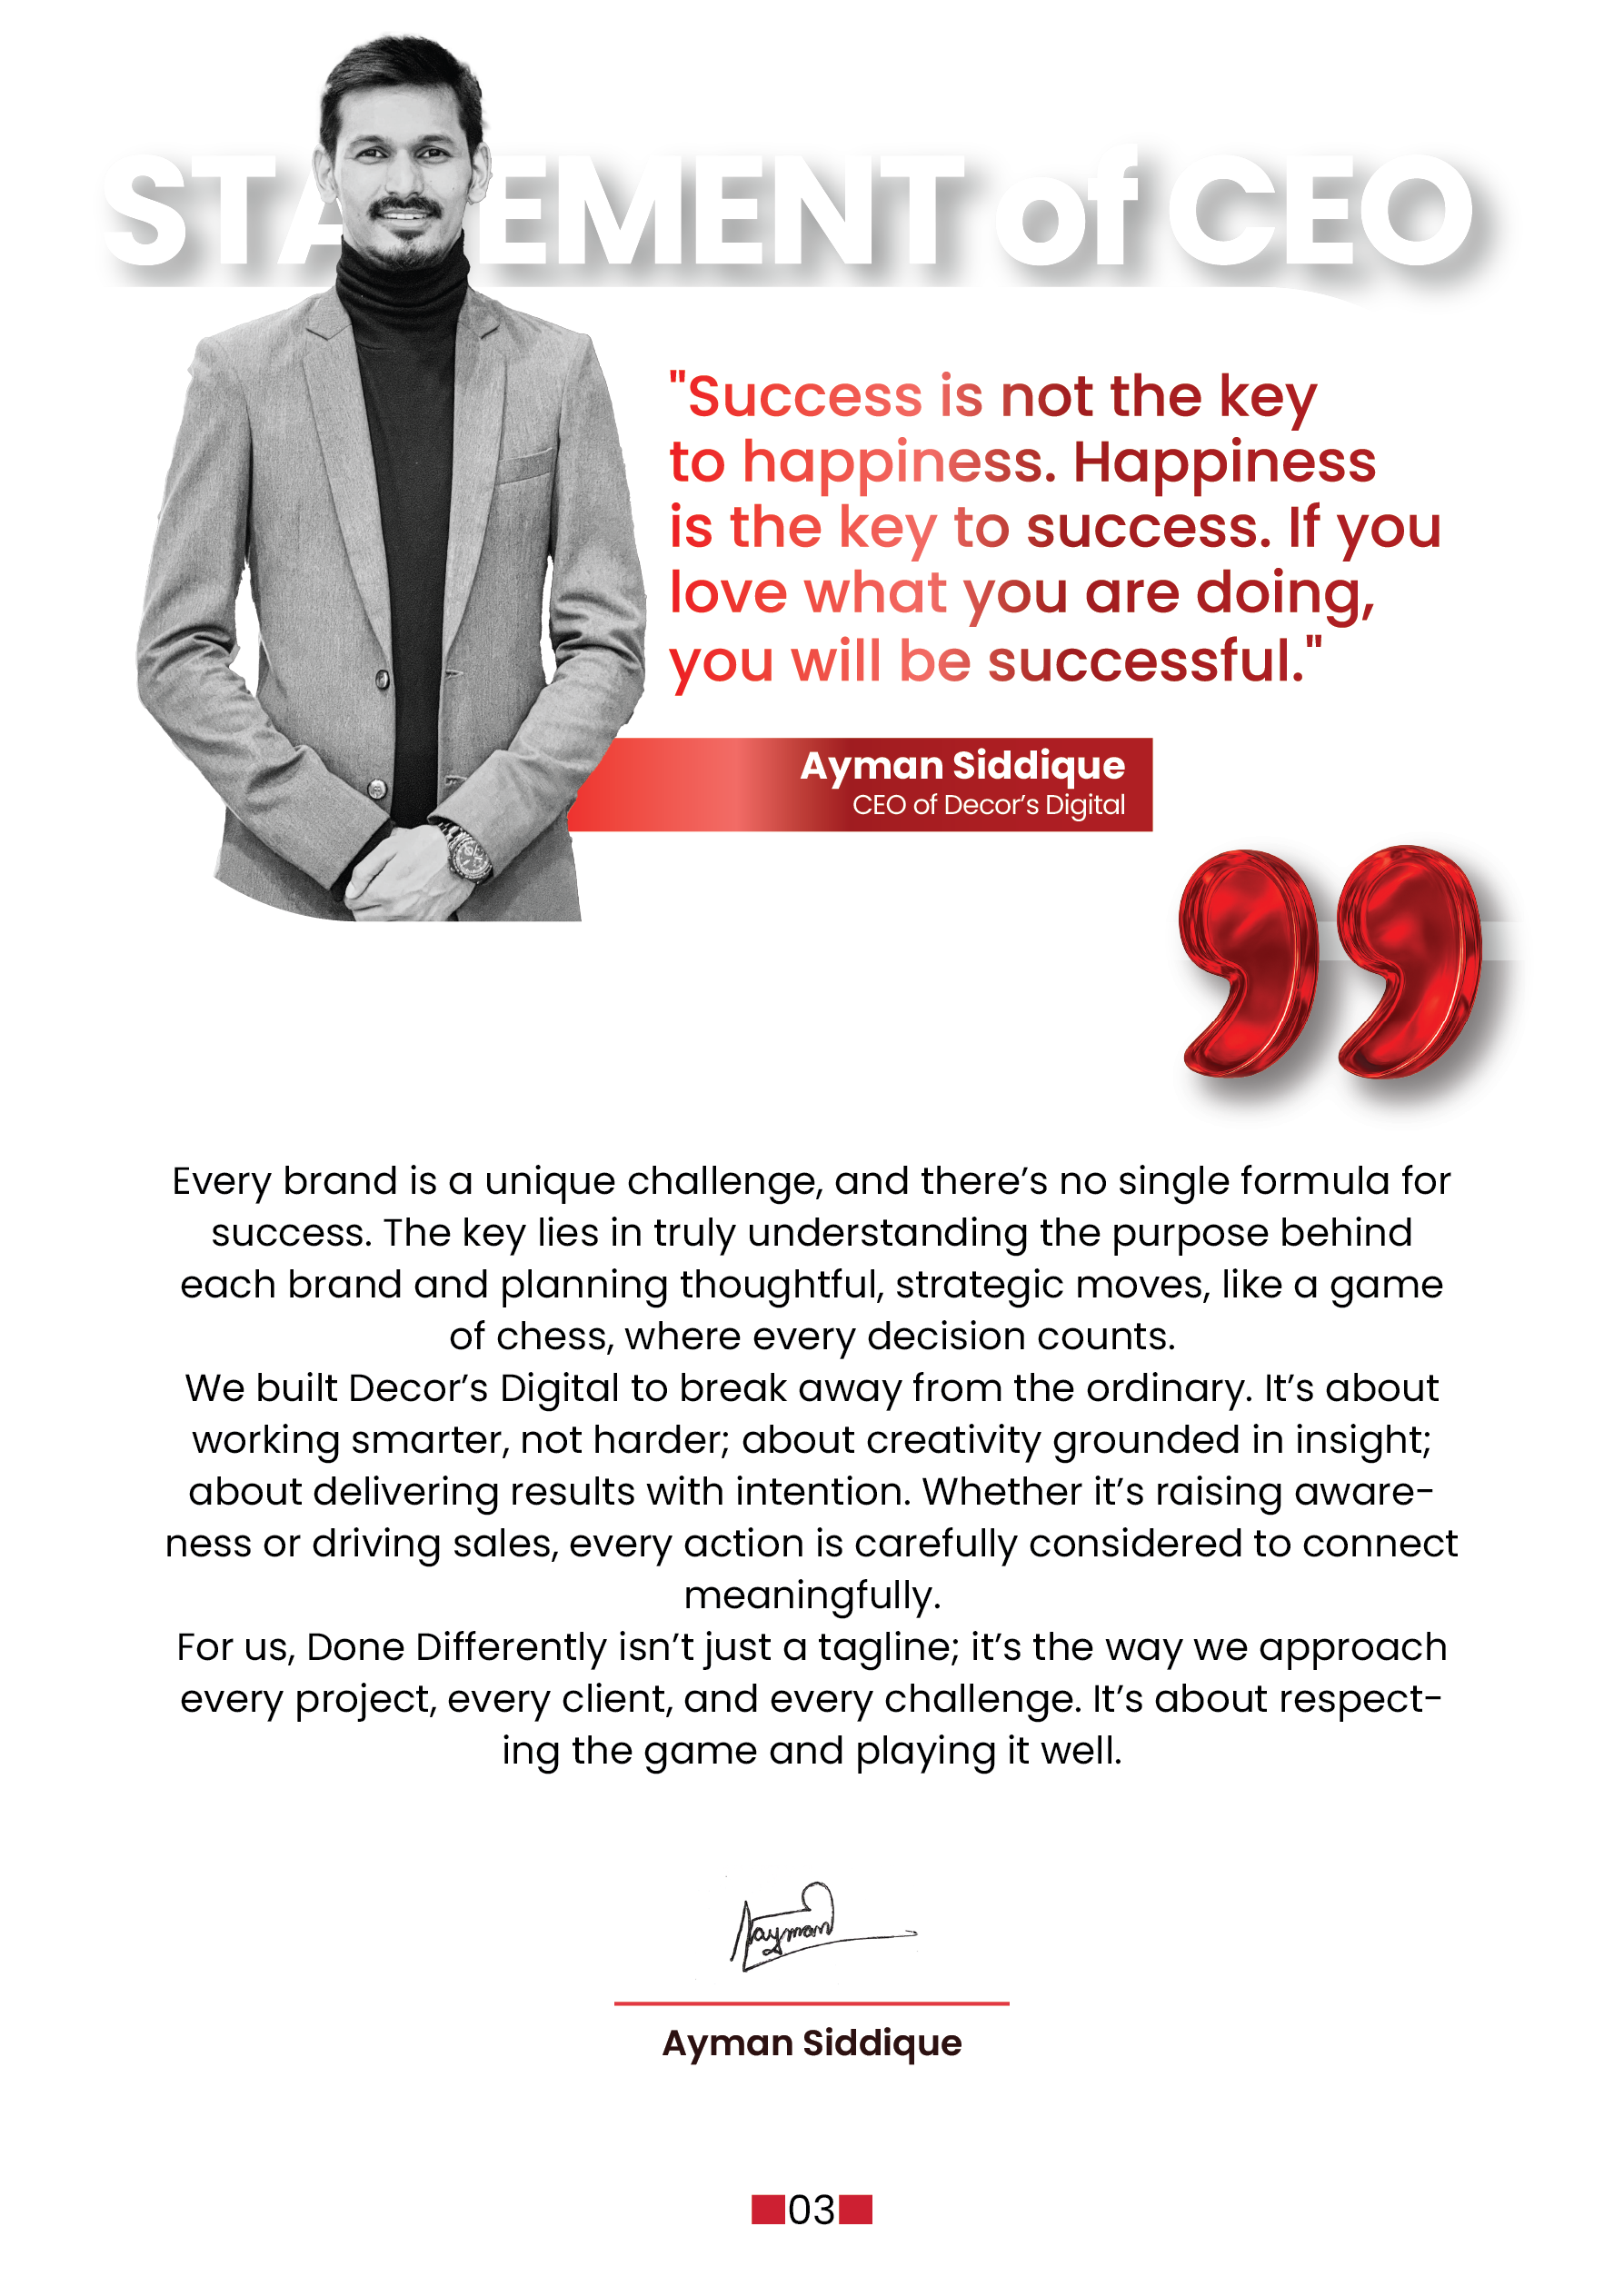 STATEMENT of CEO
"Success is not the key
to happiness. Happiness
is the key to success. If you
love what you are doing,
you will be successful."
Ayman Siddique
CEO of Decor’s Digital
Every brand is a unique challenge, and there’s no single formula for
success. The key lies in truly understanding the purpose behind
each brand and planning thoughtful, strategic moves, like a game
of chess, where every decision counts.
We built Decor’s Digital to break away from the ordinary. It’s about
working smarter, not harder; about creativity grounded in insight;
about delivering results with intention. Whether it’s raising aware-
ness or driving sales, every action is carefully considered to connect
meaningfully.
For us, Done Differently isn’t just a tagline; it’s the way we approach
every project, every client, and every challenge. It’s about respect-
ing the game and playing it well.
Ayman
Ayman Siddique
03